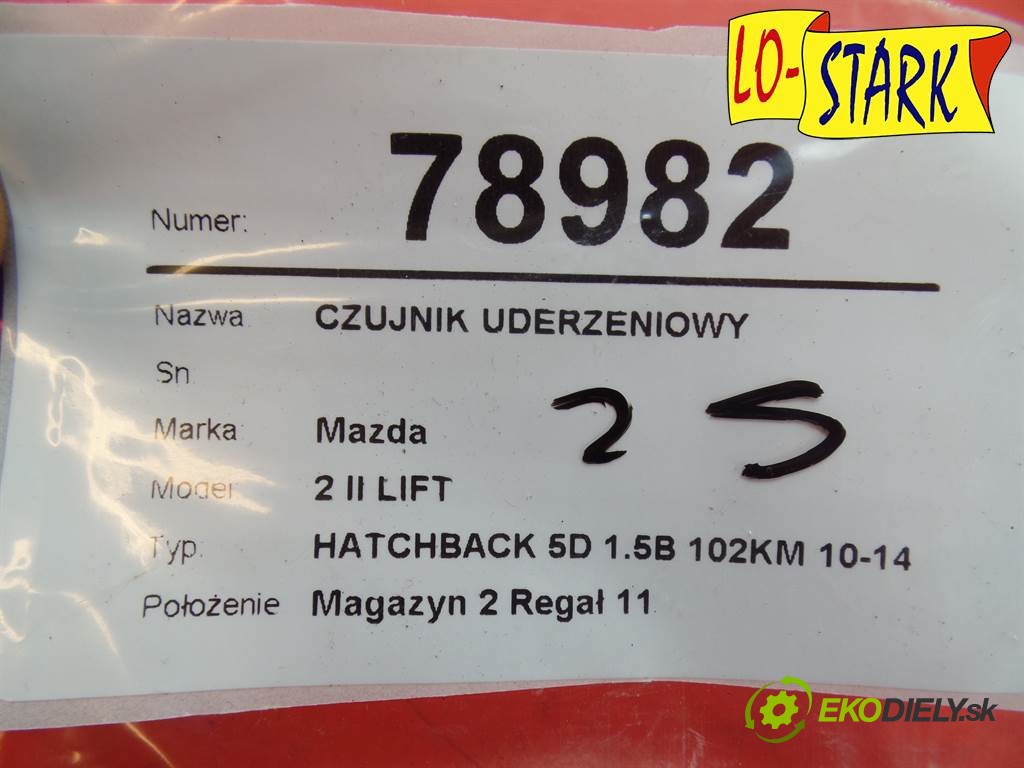 LO-STARK
Numer: 78982
Nazwa CZUJNIK UDERZENIOWY
Sn
Marka Mazda
2 5
Model 2 II LIFT
Typ. HATCHBACK 5D 1.5B 102KM 10-14
Położenie Magazyn 2 Regał 11
EKODIELY.sk